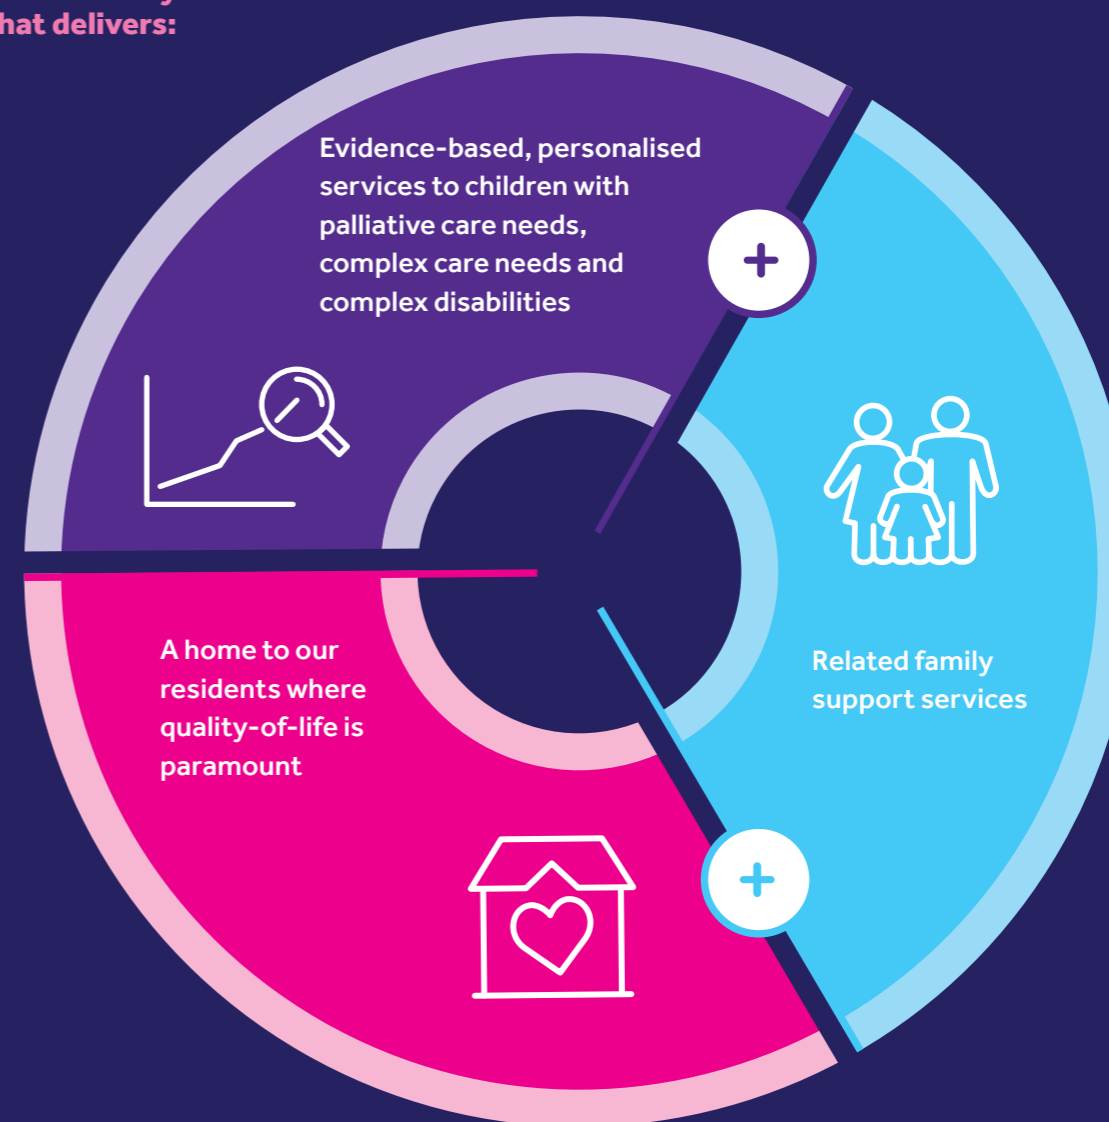 that delivers:
Evidence-based, personalised
services to children with
palliative care needs,
complex care needs and
complex disabilities
Related family
support services
A home to our
residents where
quality-of-life is
paramount